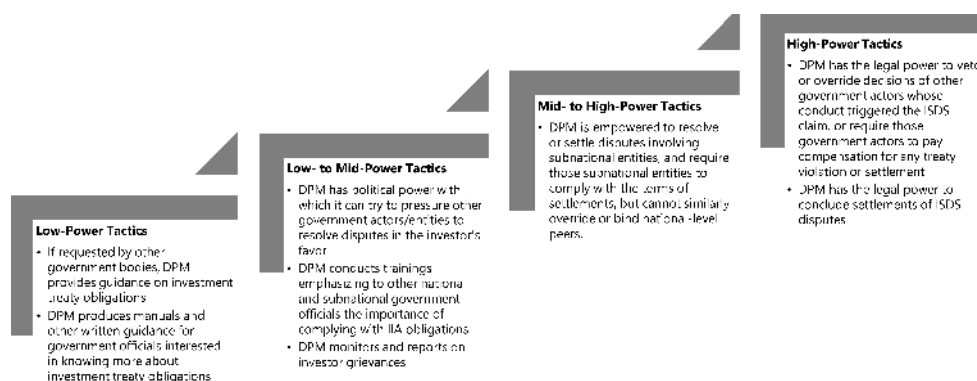 Low-Power Tactics
• If requested by other
government bodies, DPM
provides guidance on investment
treaty obligations
• DPM produces manuals and
other written guidance for
government officials interested
in knowing more about
investment treaty obligations
Low- to Mid-Power Tactics
• DPM has political power with
which it can try to pressure other
government actors/entities to
resolve disputes in the investor's
favor
• DPM conducts trainings
emphasizing to other national
and subnational government
officials the importance of
complying with IIA obligations
• DPM monitors and reports on
investor grievances
Mid- to High-Power Tactics
• DPM is empowered to resolve
or settle disputes involving
subnational entities, and require
those subnational entities to
comply with the terms of
settlements, but cannot similarly
override or bind national-level
peers.
High-Power Tactics
• DPM has the legal power to veto
or override decisions of other
government actors whose
conduct triggered the ISDS
claim, or require those
government actors to pay
compensation for any treaty
violation or settlement
• DPM has the legal power to
conclude settlements of ISDS
disputes